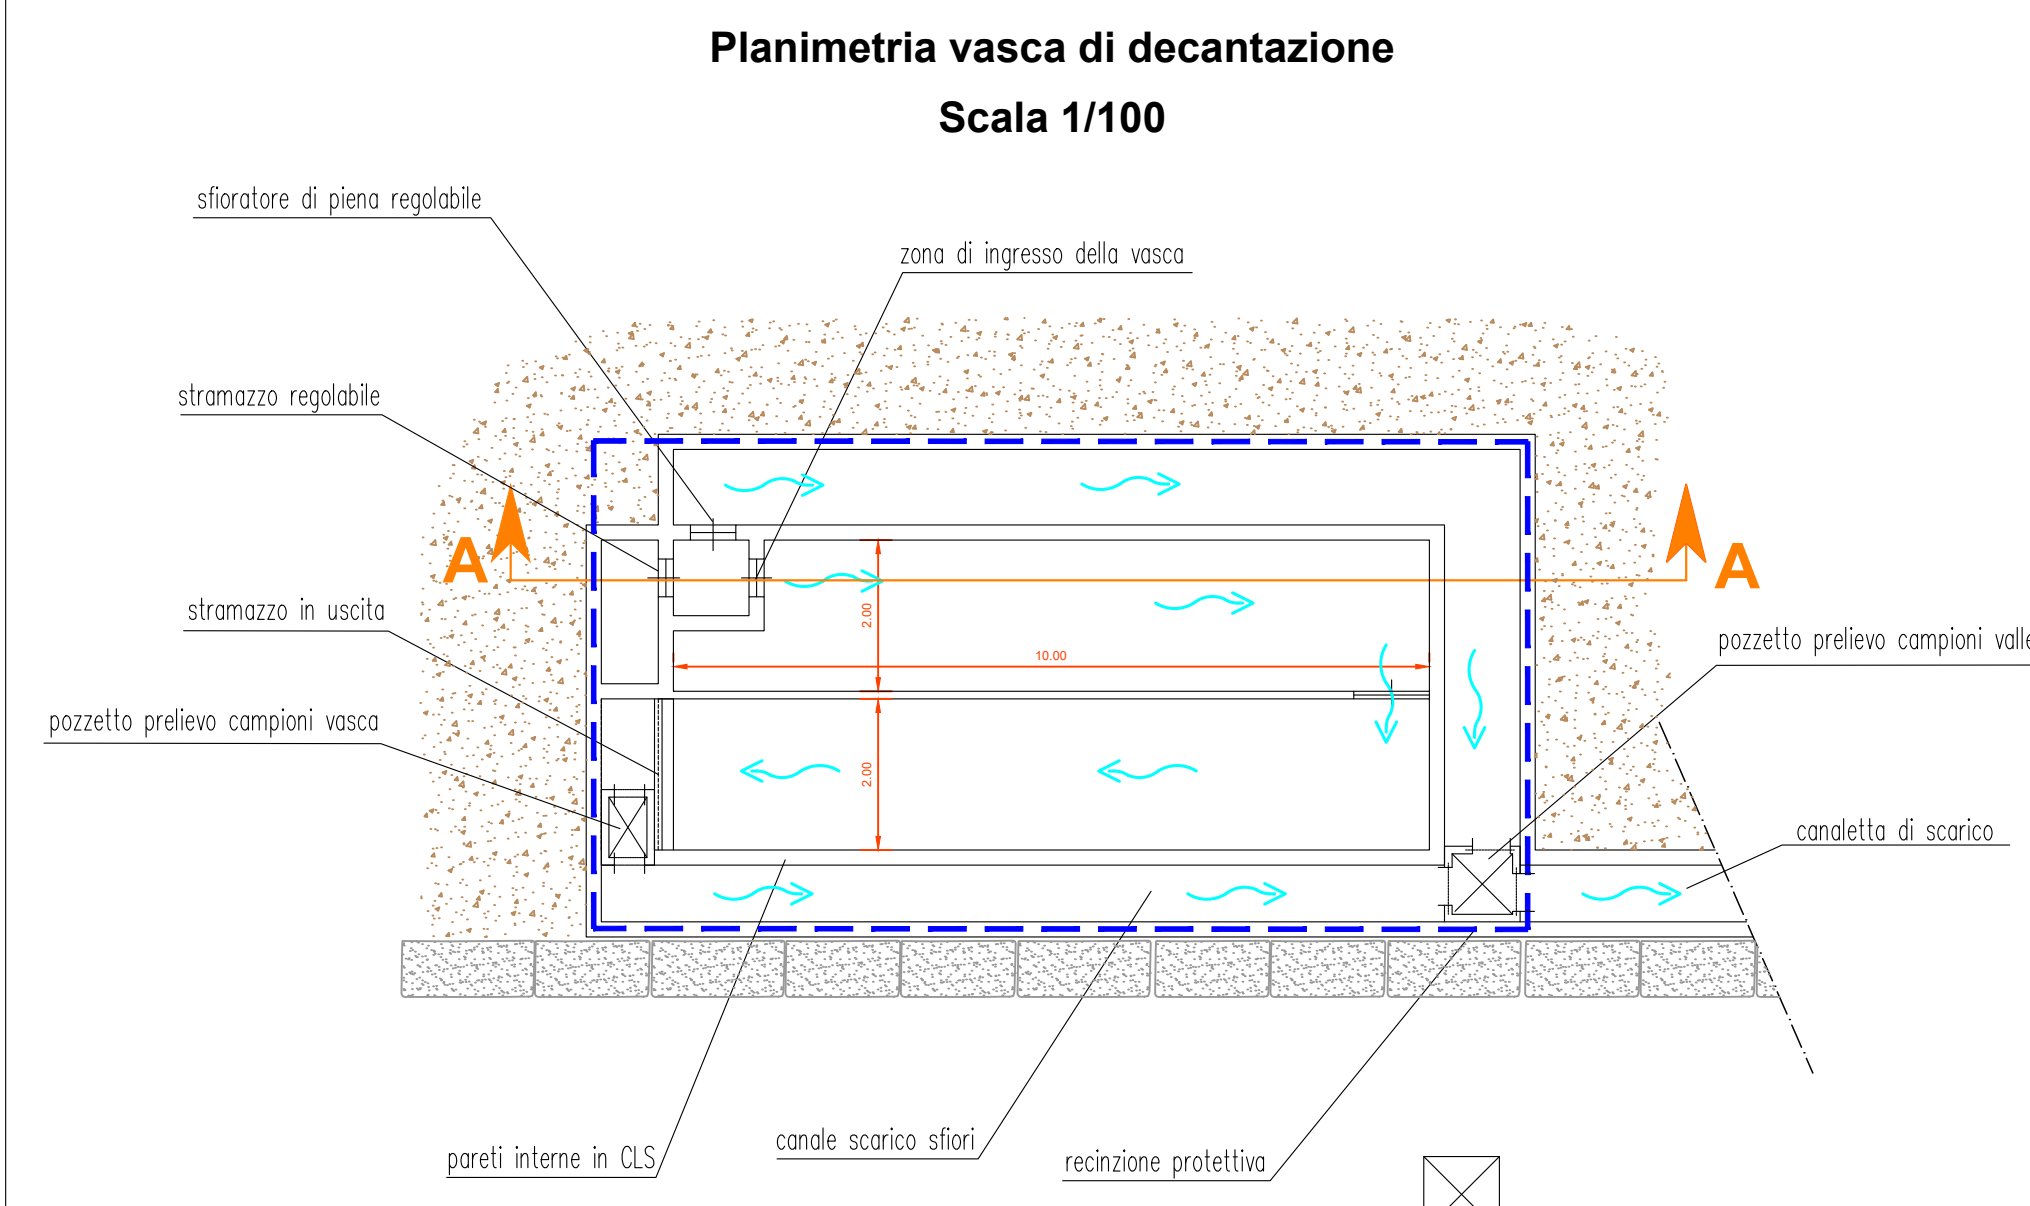 Planimetria vasca di decantazione
Scala 1/100
sfioratore di piena regolabile
zona di ingresso della vasca
stramazzo regolabile
A
A
stramazzo in uscita
2.00
10.00
pozzetto prelievo campioni valle
pozzetto prelievo campioni vasca
2.00
canaletta di scarico
pareti interne in CLS
canale scarico sfiori
recinzione protettiva